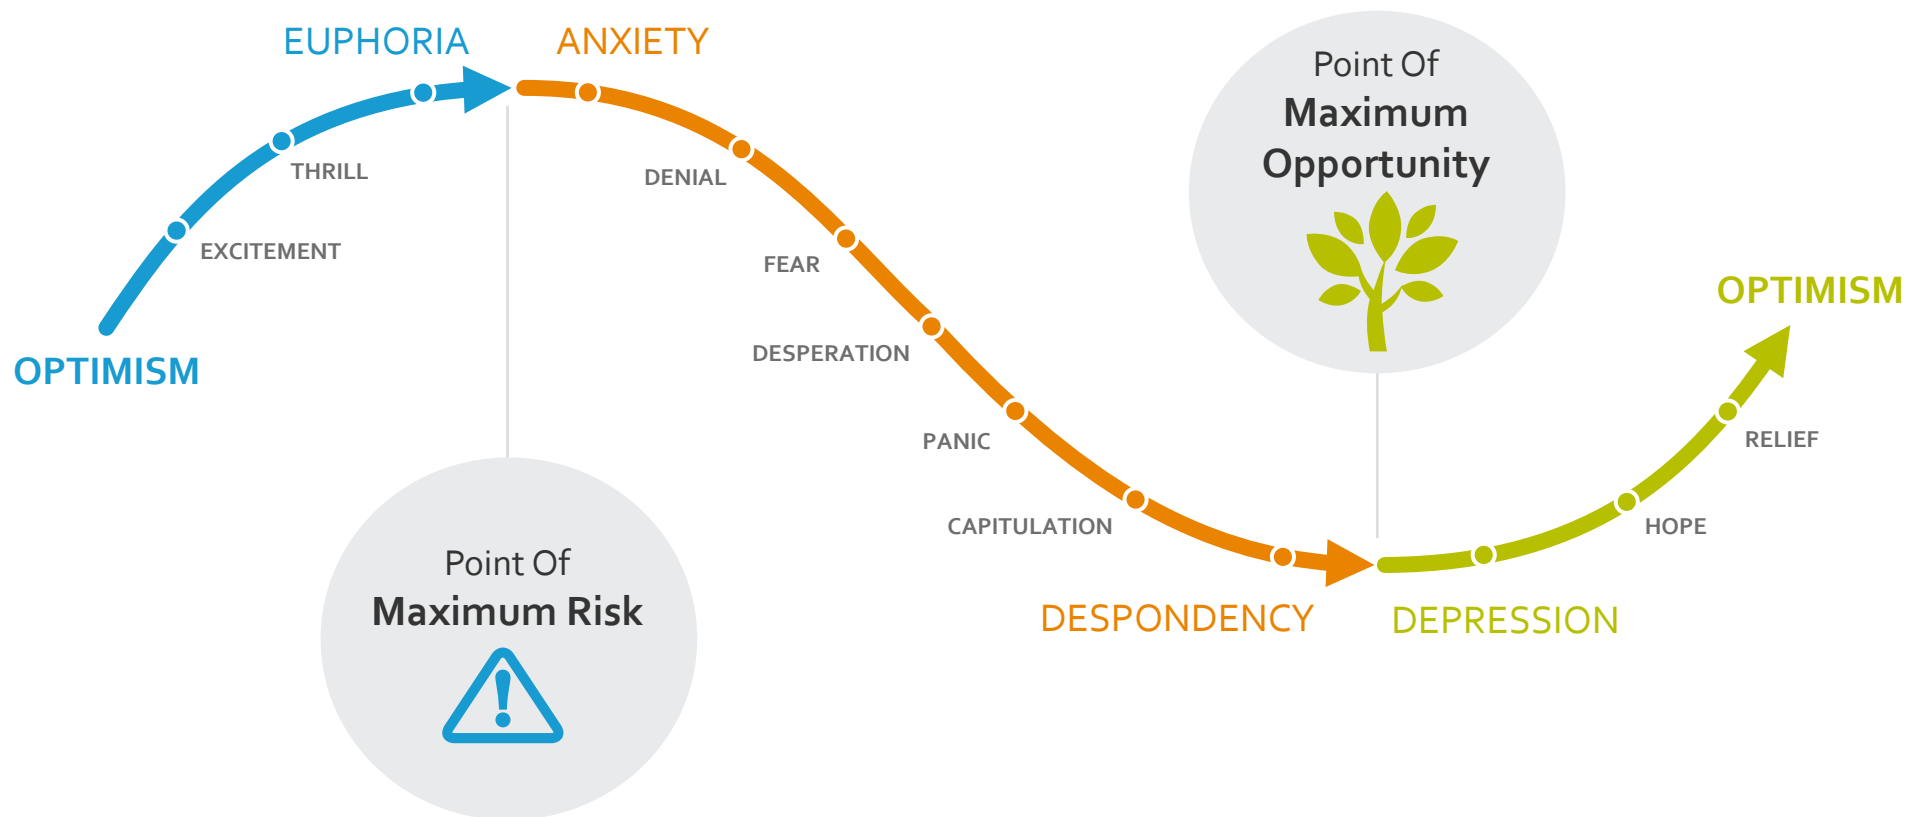 EUPHORIA
ANXIETY
THRILL
EXCITEMENT
OPTIMISM
Point Of
Maximum Risk
DENIAL
FEAR
DESPERATION
PANIC
CAPITULATION
DESPONDENCY
Point Of
Maximum
Opportunity
DEPRESSION
HOPE
RELIEF
OPTIMISM